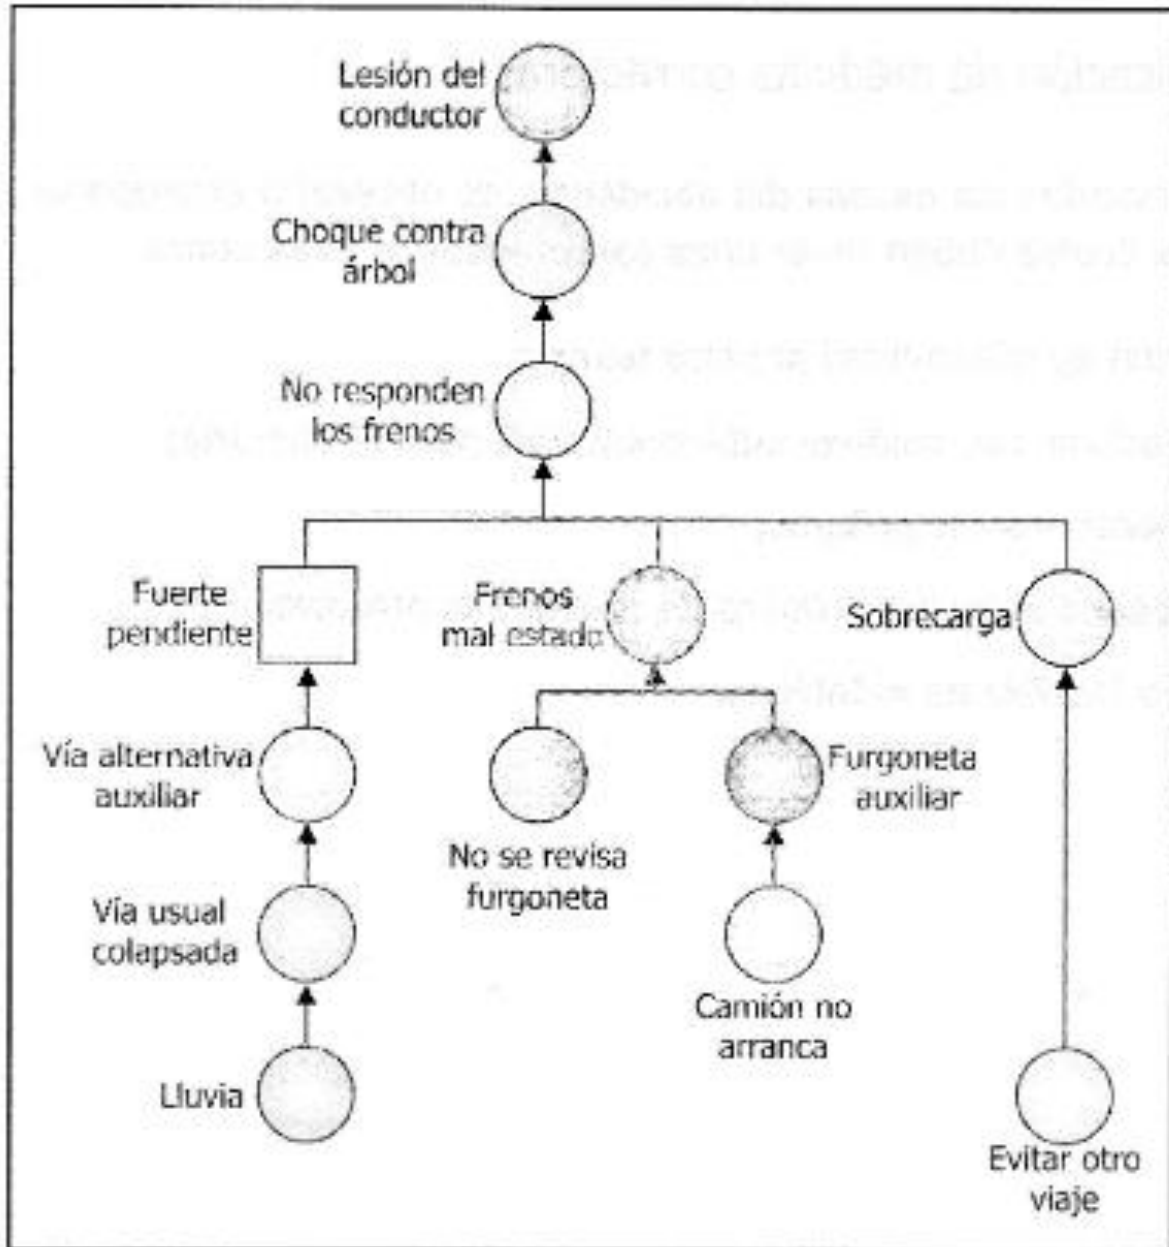 Lesión del
conductor
Choque contra
árbol
No responden
los frenos
Fuerte
pendiente
Frenos
mal estado
Sobrecarga
Vía alternativa
auxiliar
Furgoneta
auxiliar
No se revisa
furgoneta
Vía usual
colapsada
Camión no
arranca
Lluvia
Evitar otro
viaje